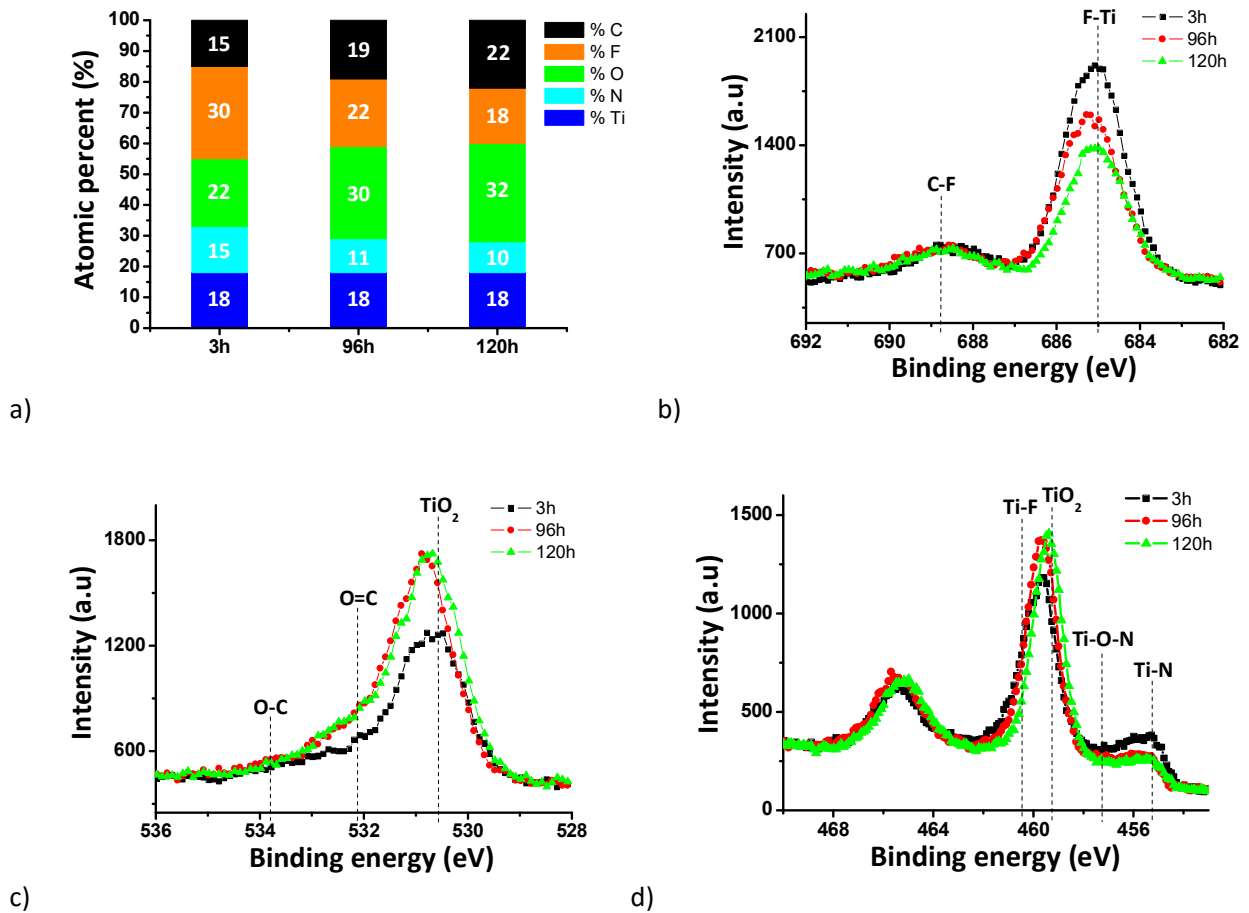 Atomic percent (%)
100
90
80
70
60
50
40
30
20
10
0
15
30
22
15
18
19
22
30
11
18
22
18
32
10
18
3h
96h
120h
% C
% F
% O
% N
% Ti
a)
Intensity (a.u)
2100
1400
700
C-F
F-Ti
3h
96h
120h
692
690
688
686
684
682
Binding energy (eV)
b)
Intensity (a.u)
1800
1200
600
O-C
O=C
TiO2
3h
96h
120h
536
534
532
530
528
Binding energy (eV)
c)
Intensity (a.u)
1500
1000
500
0
Ti-F
TiO2
Ti-O-N
Ti-N
3h
96h
120h
468
464
460
456
Binding energy (eV)
d)